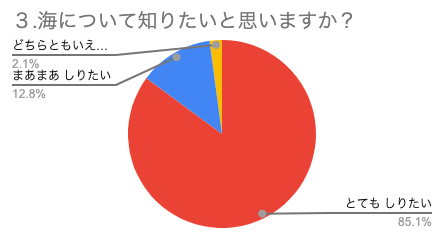 ３.海について知りたいと思いますか？
どちらともいえ…
2.1%
まあまあ しりたい
12.8%
とても しりたい
85.1%